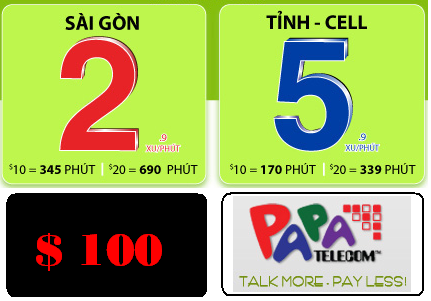 SÀI GÒN
2
.9
XU/PHÚT
$10 = 345 PHÚT | $20 = 690 PHÚT
TỈNH - CELL
5
.9
XU/PHÚT
$10 = 170 PHÚT | $20 = 339 PHÚT
$ 100
PAPA
TELECOM™
TALK MORE - PAY LESS!